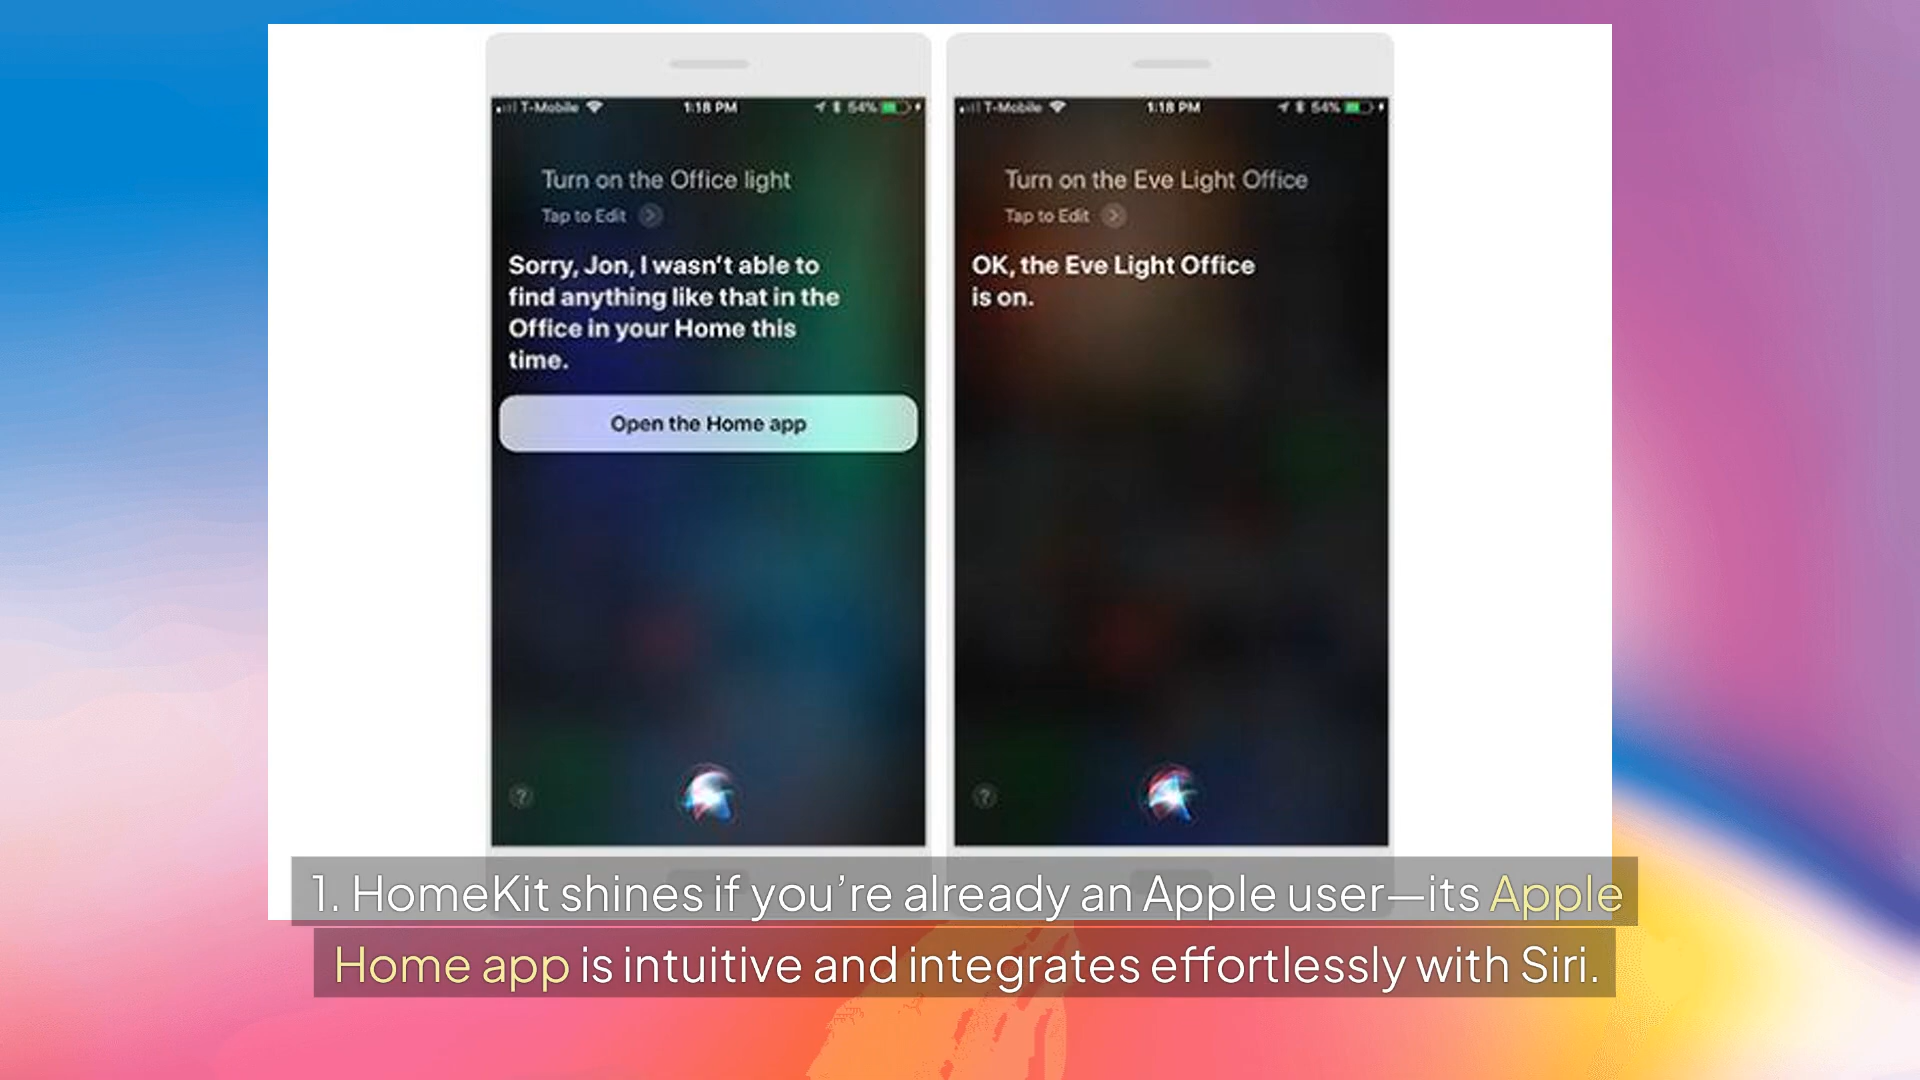 T-Mobile 1:18 PM 54%
Turn on the Office light
Tap to Edit
Sorry, Jon, I wasn't able to
find anything like that in the
Office in your Home this
time.
Open the Home app
?
T-Mobile 1:18 PM 54%
Turn on the Eve Light Office
Tap to Edit
OK, the Eve Light Office
is on.
?
1. HomeKit shines if you’re already an Apple user—its Apple
Home app is intuitive and integrates effortlessly with Siri.